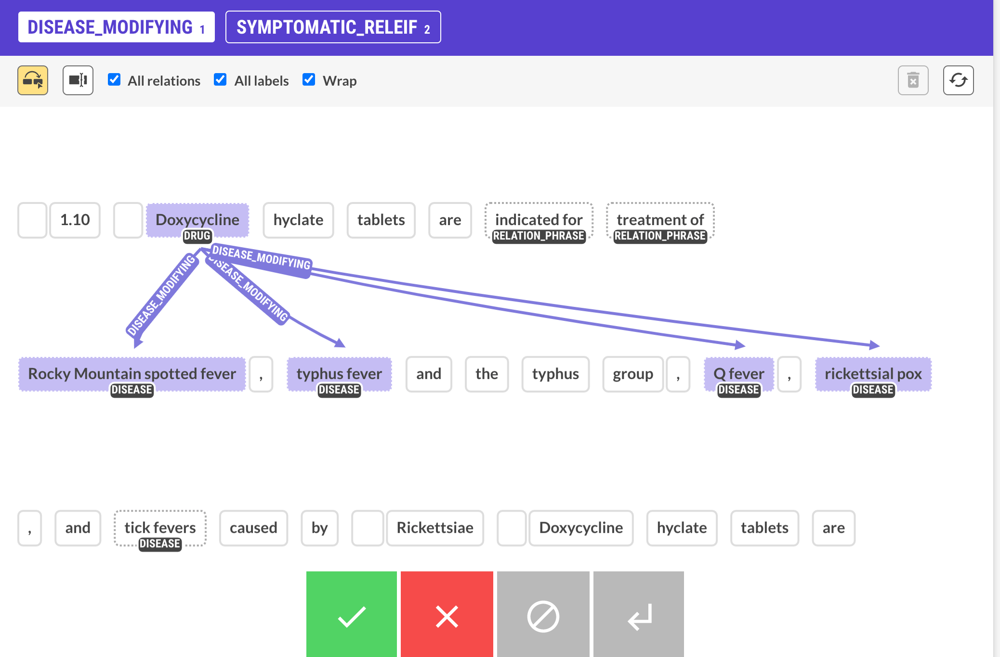 DISEASE_MODIFYING 1 SYMPTOMATIC_RELEIF 2
All relations All labels Wrap
1.10 Doxycycline hyclate tablets are indicated for treatment of
DRUG RELATION_PHRASE RELATION_PHRASE
DISEASE_MODIFYING
DISEASE_MODIFYING
DISEASE_MODIFYING
Rocky Mountain spotted fever , typhus fever and the typhus group , Q fever , rickettsial pox
DISEASE DISEASE DISEASE DISEASE
, and tick fevers caused by Rickettsiae Doxycycline hyclate tablets are
DISEASE